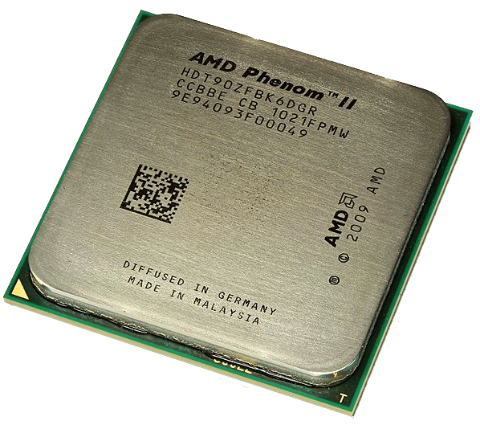 AMD Phenom™ II
HDT90ZFBK6DGR
CCBBE CB 1021FPMW
9E94093F00049
AMD
© 2009 AMD
DIFFUSED IN GERMANY
MADE IN MALAYSIA
T